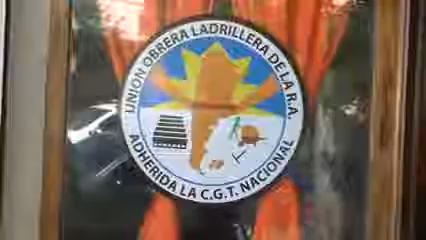 UNION OBRERA LADRILLERA DE LA R.A.
ADHERIDA LA C.G.T. NACIONAL